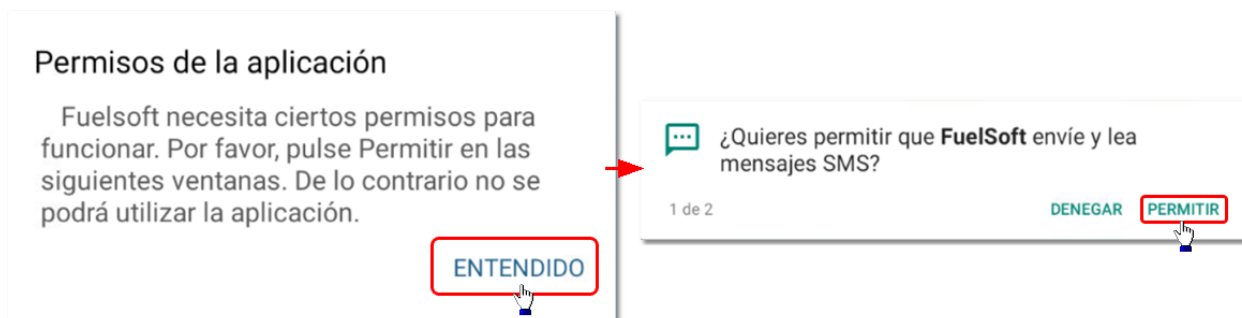 Permisos de la aplicación
Fuelsoft necesita ciertos permisos para
funcionar. Por favor, pulse Permitir en las
siguientes ventanas. De lo contrario no se
podrá utilizar la aplicación.
ENTENDIDO
¿Quieres permitir que FuelSoft envíe y lea
mensajes SMS?
1 de 2
DENEGAR PERMITIR